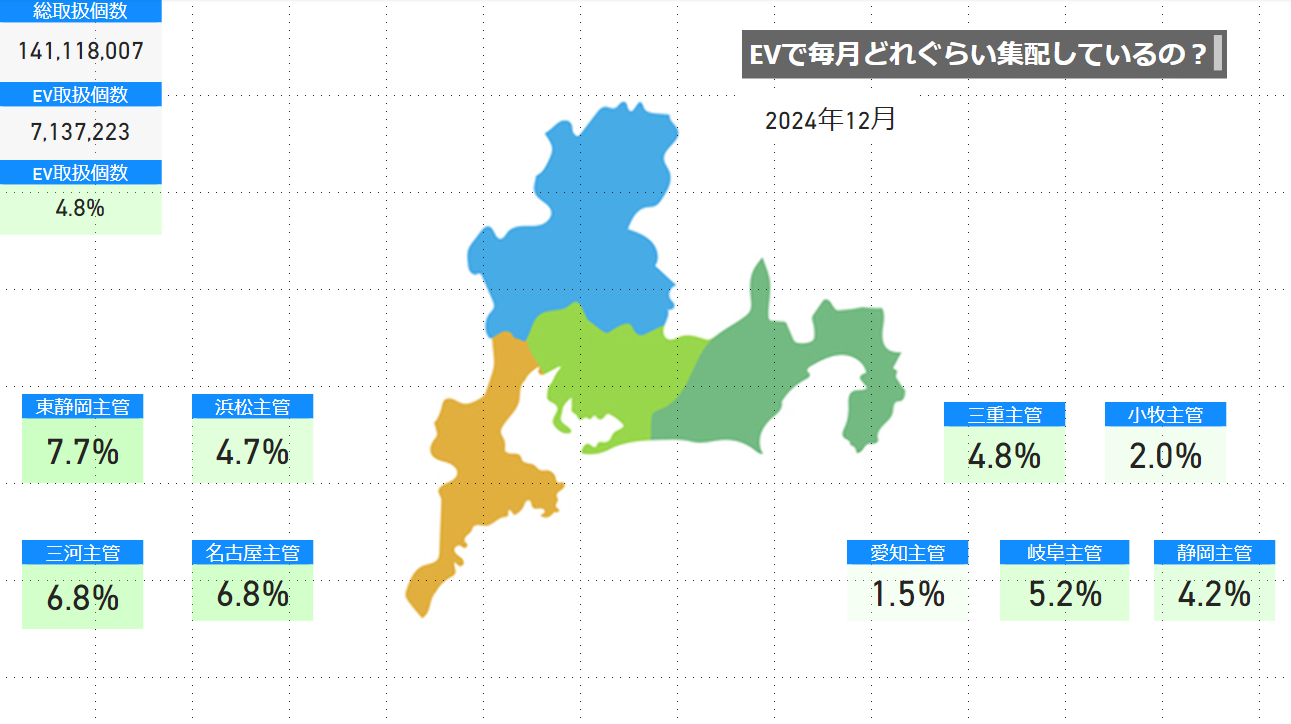 総取扱個数
141,118,007
EV取扱個数
7,137,223
EV取扱個数
4.8%
EVで毎月どれぐらい集配しているの？
2024年12月
東静岡主管
7.7%
浜松主管
4.7%
三河主管
6.8%
名古屋主管
6.8%
三重主管
4.8%
小牧主管
2.0%
愛知主管
1.5%
岐阜主管
5.2%
静岡主管
4.2%